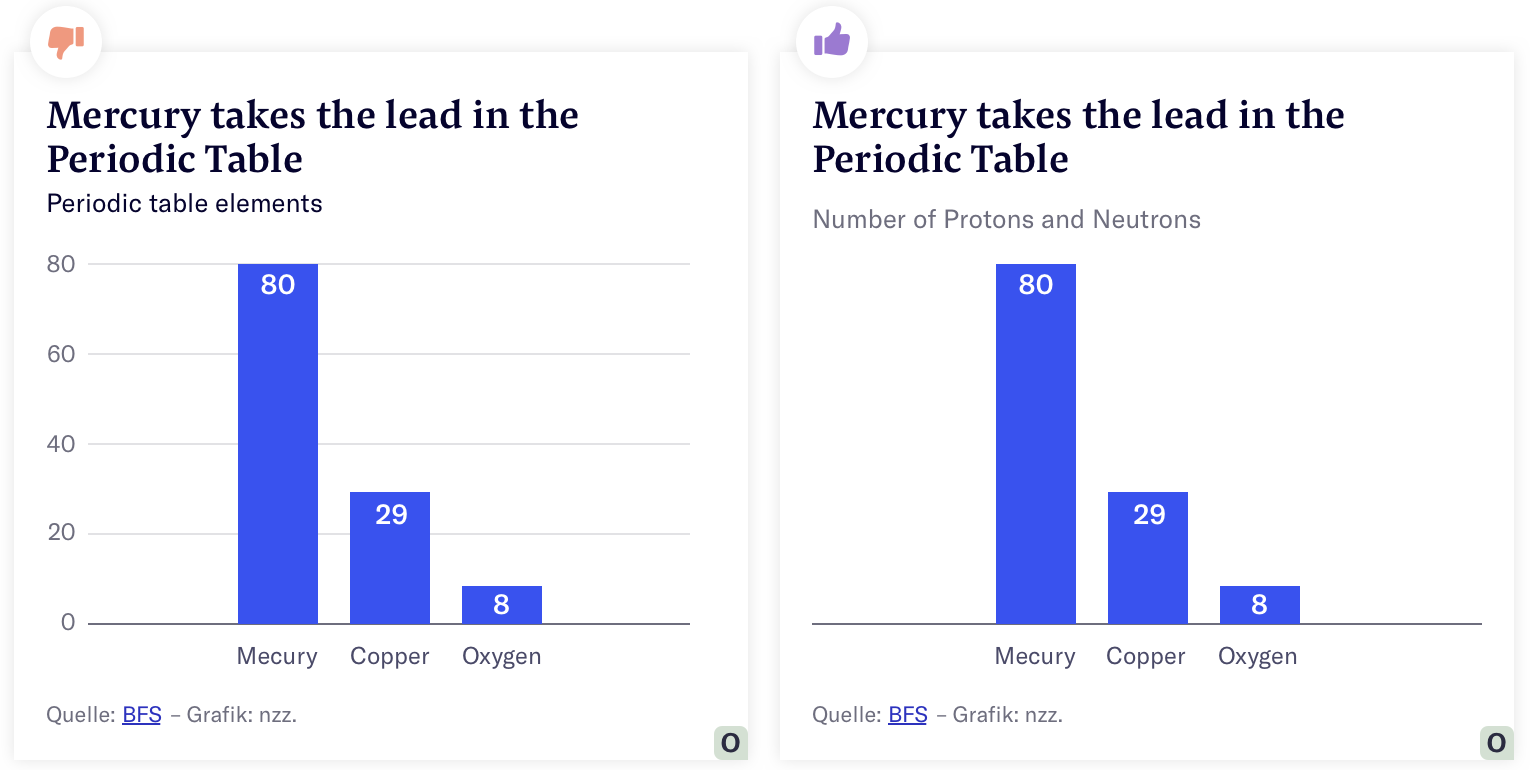 Mercury takes the lead in the
Periodic Table
Periodic table elements
80
60
40
20
0
80
29
8
Mecury Copper Oxygen
Quelle: BFS – Grafik: nzz.
O
Mercury takes the lead in the
Periodic Table
Number of Protons and Neutrons
80
29
8
Mecury Copper Oxygen
Quelle: BFS – Grafik: nzz.
O